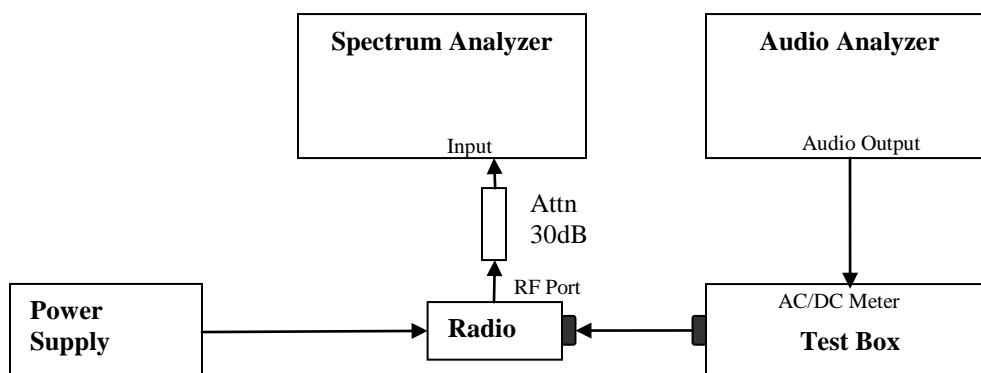 Spectrum Analyzer
Input
Audio Analyzer
Audio Output
Attn
30dB
RF Port
Power
Supply
Radio
AC/DC Meter
Test Box